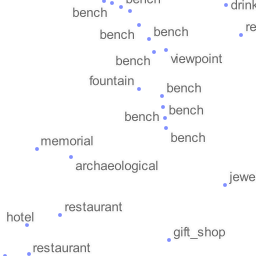 bench
drink
bench
re
bench
bench
bench
viewpoint
fountain
bench
bench
bench
bench
memorial
archaeological
jewe
restaurant
hotel
gift_shop
restaurant